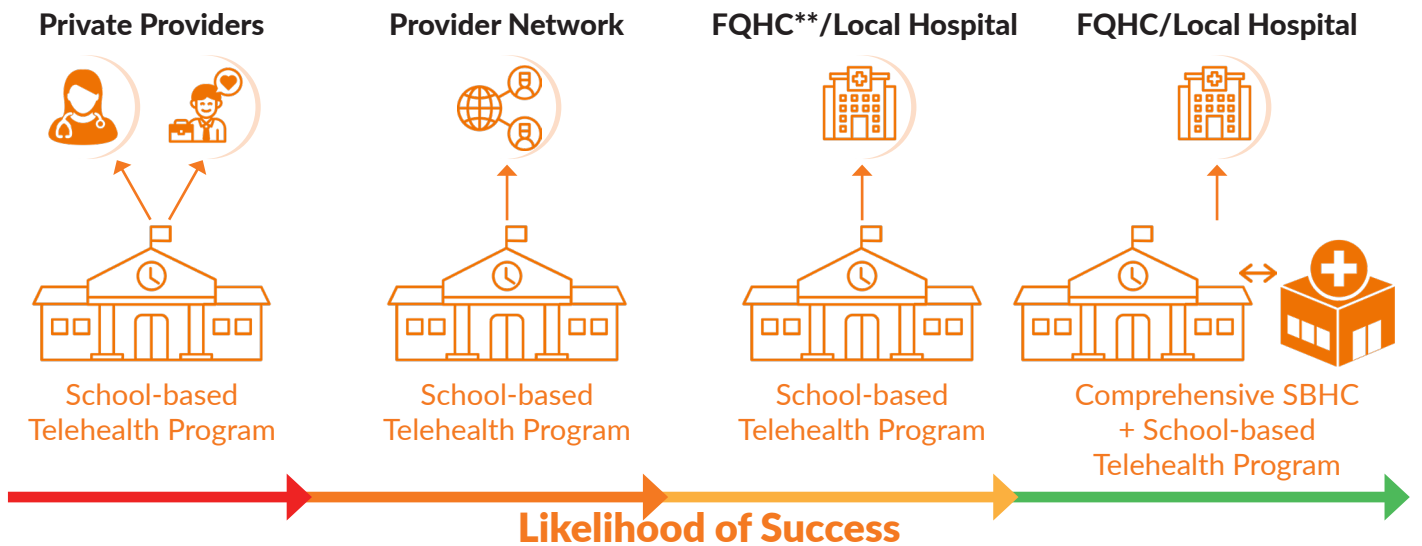 Private Providers
Provider Network
FQHC**/Local Hospital
FQHC/Local Hospital
School-based
Telehealth Program
School-based
Telehealth Program
School-based
Telehealth Program
Comprehensive SBHC
+ School-based
Telehealth Program
Likelihood of Success